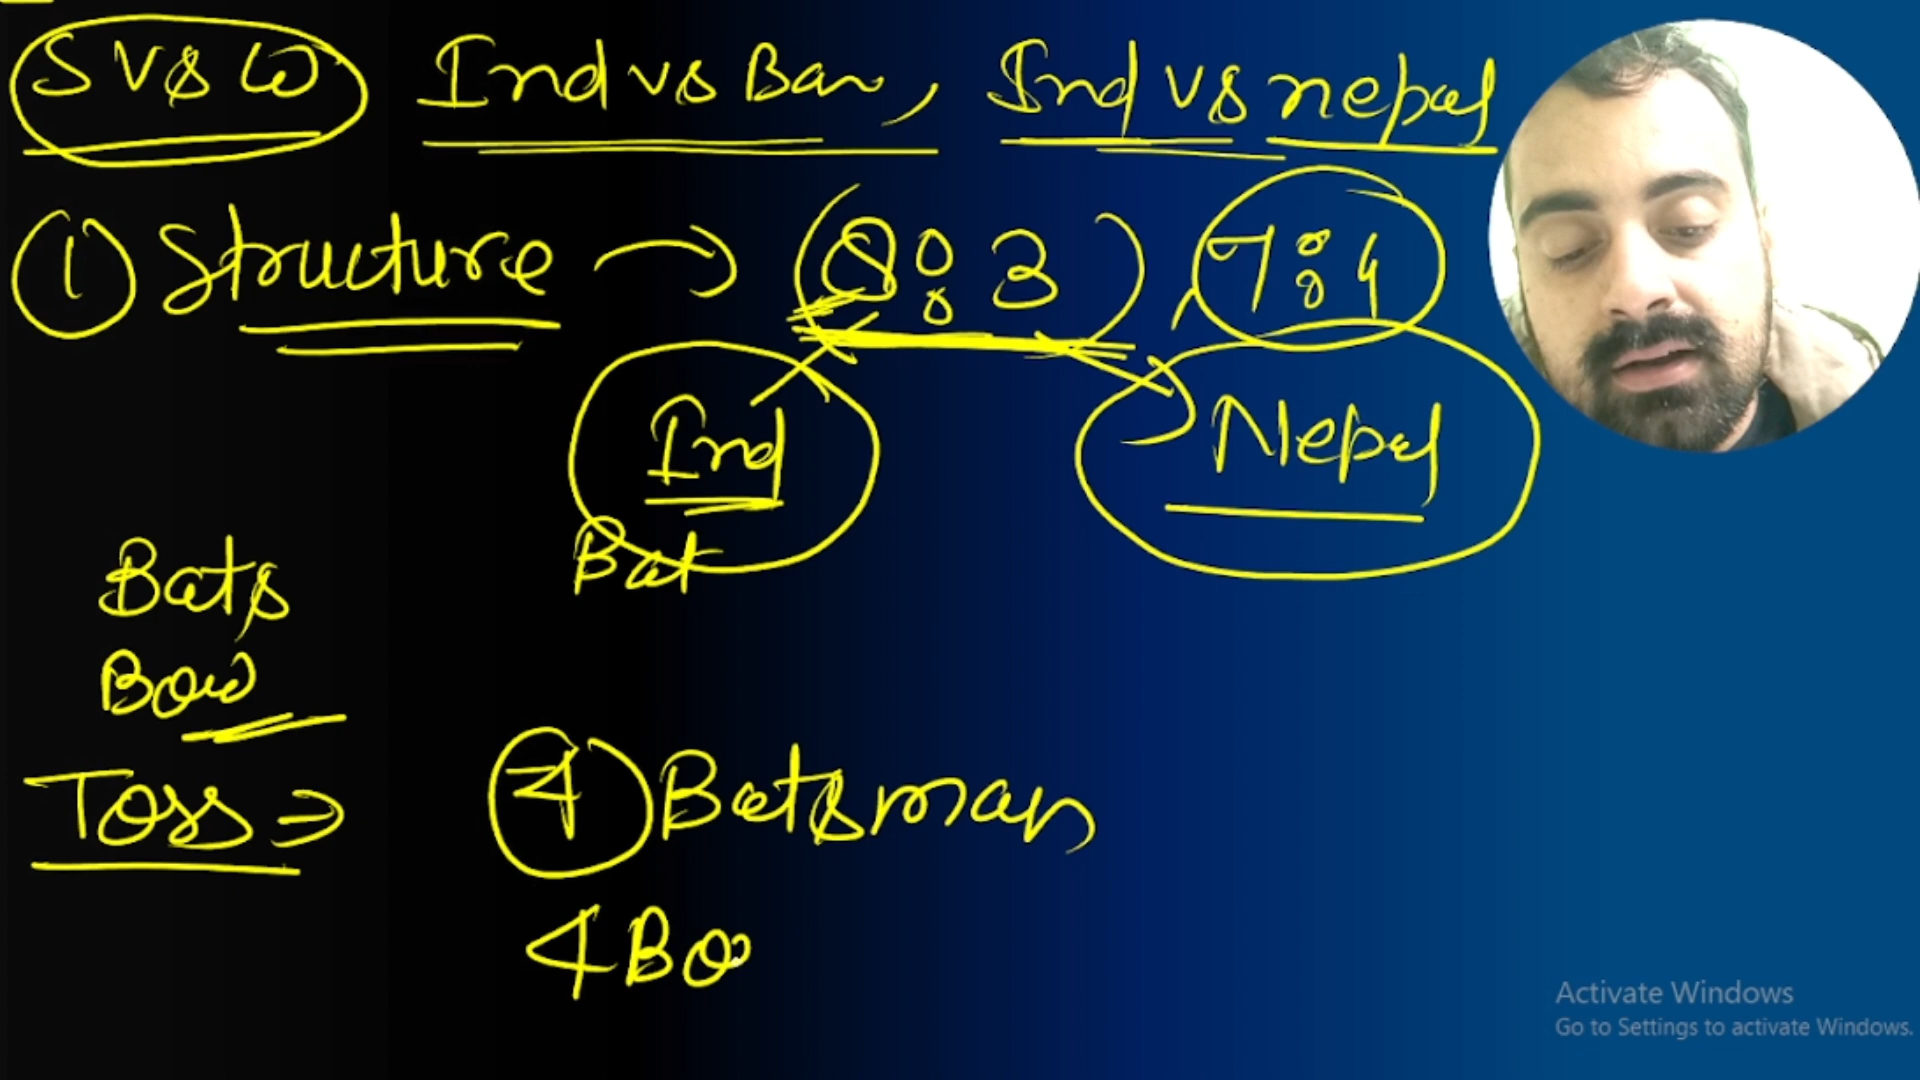 S vs W Ind vs Ban, Ind vs nepal
1 Structure → (8:3), 7:4
Ind Nepal
Bat
Bats
Bow
Toss ⇒ 4 Batsman
4 Bo
Activate Windows
Go to Settings to activate Windows.